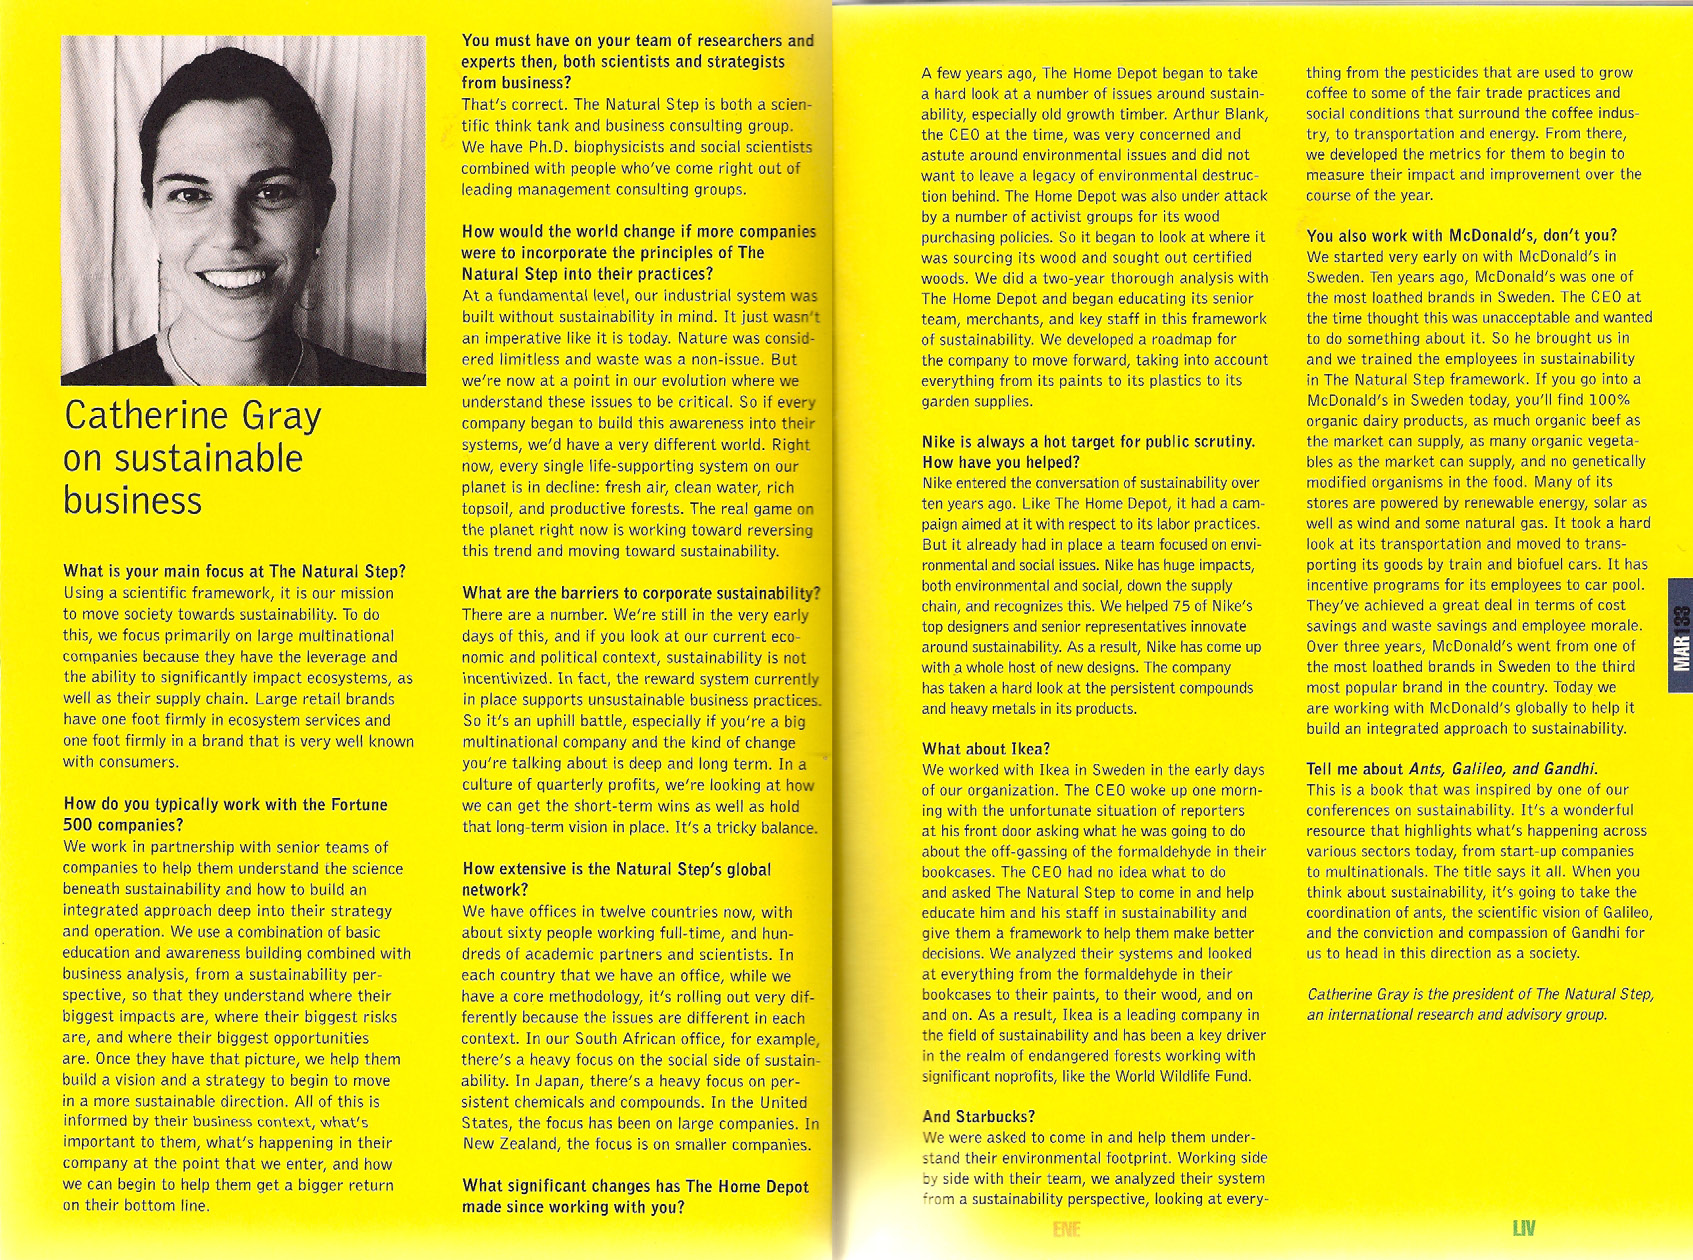 Catherine Gray
on sustainable
business
What is your main focus at The Natural Step?
Using a scientific framework, it is our mission
to move society towards sustainability. To do
this, we focus primarily on large multinational
companies because they have the leverage and
the ability to significantly impact ecosystems, as
well as their supply chain. Large retail brands
have one foot firmly in ecosystem services and
one foot firmly in a brand that is very well known
with consumers.
How do you typically work with the Fortune
500 companies?
We work in partnership with senior teams of
companies to help them understand the science
beneath sustainability and how to build an
integrated approach deep into their strategy
and operation. We use a combination of basic
education and awareness building combined with
business analysis, from a sustainability per-
spective, so that they understand where their
biggest impacts are, where their biggest risks
are, and where their biggest opportunities
are. Once they have that picture, we help them
build a vision and a strategy to begin to move
in a more sustainable direction. All of this is
informed by their business context, what's
important to them, what's happening in their
company at the point that we enter, and how
we can begin to help them get a bigger return
on their bottom line.
You must have on your team of researchers and
experts then, both scientists and strategists
from business?
That's correct. The Natural Step is both a scien-
tific think tank and business consulting group.
We have Ph.D. biophysicists and social scientists
combined with people who've come right out of
leading management consulting groups.
How would the world change if more companies
were to incorporate the principles of The
Natural Step into their practices?
At a fundamental level, our industrial system was
built without sustainability in mind. It just wasn't
an imperative like it is today. Nature was consid-
ered limitless and waste was a non-issue. But
we're now at a point in our evolution where we
understand these issues to be critical. So if every
company began to build this awareness into their
systems, we'd have a very different world. Right
now, every single life-supporting system on our
planet is in decline: fresh air, clean water, rich
topsoil, and productive forests. The real game on
the planet right now is working toward reversing
this trend and moving toward sustainability.
What are the barriers to corporate sustainability?
There are a number. We're still in the very early
days of this, and if you look at our current eco-
nomic and political context, sustainability is not
incentivized. In fact, the reward system currently
in place supports unsustainable business practices.
So it's an uphill battle, especially if you're a big
multinational company and the kind of change
you're talking about is deep and long term. In a
culture of quarterly profits, we're looking at how
we can get the short-term wins as well as hold
that long-term vision in place. It's a tricky balance.
How extensive is the Natural Step's global
network?
We have offices in twelve countries now, with
about sixty people working full-time, and hun-
dreds of academic partners and scientists. In
each country that we have an office, while we
have a core methodology, it's rolling out very dif-
ferently because the issues are different in each
context. In our South African office, for example,
there's a heavy focus on the social side of sustain-
ability. In Japan, there's a heavy focus on per-
sistent chemicals and compounds. In the United
States, the focus has been on large companies. In
New Zealand, the focus is on smaller companies.
What significant changes has The Home Depot
made since working with you?
A few years ago, The Home Depot began to take
a hard look at a number of issues around sustain-
ability, especially old growth timber. Arthur Blank,
the CEO at the time, was very concerned and
astute around environmental issues and did not
want to leave a legacy of environmental destruc-
tion behind. The Home Depot was also under attack
by a number of activist groups for its wood
purchasing policies. So it began to look at where it
was sourcing its wood and sought out certified
woods. We did a two-year thorough analysis with
The Home Depot and began educating its senior
team, merchants, and key staff in this framework
of sustainability. We developed a roadmap for
the company to move forward, taking into account
everything from its paints to its plastics to its
garden supplies.
Nike is always a hot target for public scrutiny.
How have you helped?
Nike entered the conversation of sustainability over
ten years ago. Like The Home Depot, it had a cam-
paign aimed at it with respect to its labor practices.
But it already had in place a team focused on envi-
ronmental and social issues. Nike has huge impacts,
both environmental and social, down the supply
chain, and recognizes this. We helped 75 of Nike's
top designers and senior representatives innovate
around sustainability. As a result, Nike has come up
with a whole host of new designs. The company
has taken a hard look at the persistent compounds
and heavy metals in its products.
What about Ikea?
We worked with Ikea in Sweden in the early days
of our organization. The CEO woke up one morn-
ing with the unfortunate situation of reporters
at his front door asking what he was going to do
about the off-gassing of the formaldehyde in their
bookcases. The CEO had no idea what to do
and asked The Natural Step to come in and help
educate him and his staff in sustainability and
give them a framework to help them make better
decisions. We analyzed their systems and looked
at everything from the formaldehyde in their
bookcases to their paints, to their wood, and on
and on. As a result, Ikea is a leading company in
the field of sustainability and has been a key driver
in the realm of endangered forests working with
significant noprofits, like the World Wildlife Fund.
And Starbucks?
We were asked to come in and help them under-
stand their environmental footprint. Working side
by side with their team, we analyzed their system
from a sustainability perspective, looking at every-
thing from the pesticides that are used to grow
coffee to some of the fair trade practices and
social conditions that surround the coffee indus-
try, to transportation and energy. From there,
we developed the metrics for them to begin to
measure their impact and improvement over the
course of the year.
You also work with McDonald's, don't you?
We started very early on with McDonald's in
Sweden. Ten years ago, McDonald's was one of
the most loathed brands in Sweden. The CEO at
the time thought this was unacceptable and wanted
to do something about it. So he brought us in
and we trained the employees in sustainability
in The Natural Step framework. If you go into a
McDonald's in Sweden today, you'll find 100%
organic dairy products, as much organic beef as
the market can supply, as many organic vegeta-
bles as the market can supply, and no genetically
modified organisms in the food. Many of its
stores are powered by renewable energy, solar as
well as wind and some natural gas. It took a hard
look at its transportation and moved to trans-
porting its goods by train and biofuel cars. It has
incentive programs for its employees to car pool.
They've achieved a great deal in terms of cost
savings and waste savings and employee morale.
Over three years, McDonald's went from one of
the most loathed brands in Sweden to the third
most popular brand in the country. Today we
are working with McDonald's globally to help it
build an integrated approach to sustainability.
Tell me about Ants, Galileo, and Gandhi.
This is a book that was inspired by one of our
conferences on sustainability. It's a wonderful
resource that highlights what's happening across
various sectors today, from start-up companies
to multinationals. The title says it all. When you
think about sustainability, it's going to take the
coordination of ants, the scientific vision of Galileo,
and the conviction and compassion of Gandhi for
us to head in this direction as a society.
Catherine Gray is the president of The Natural Step,
an international research and advisory group.
MAR133
ENE
LIV